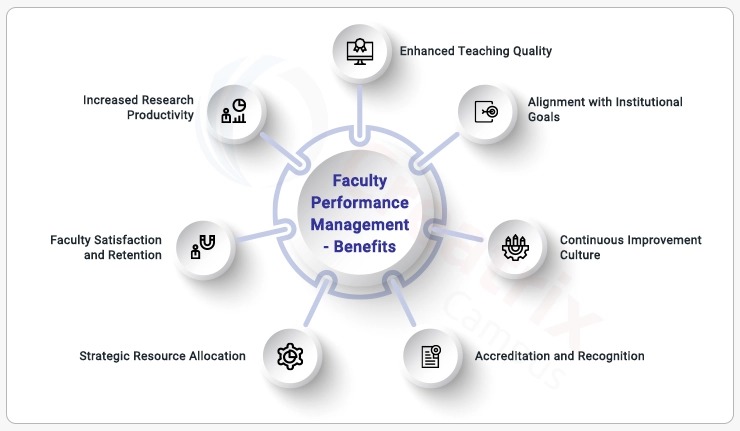 Enhanced Teaching Quality
Increased Research
Productivity
Alignment with Institutional
Goals
Faculty
Performance
Management
- Benefits
Faculty Satisfaction
and Retention
Continuous Improvement
Culture
Strategic Resource Allocation
Accreditation and Recognition
Campus